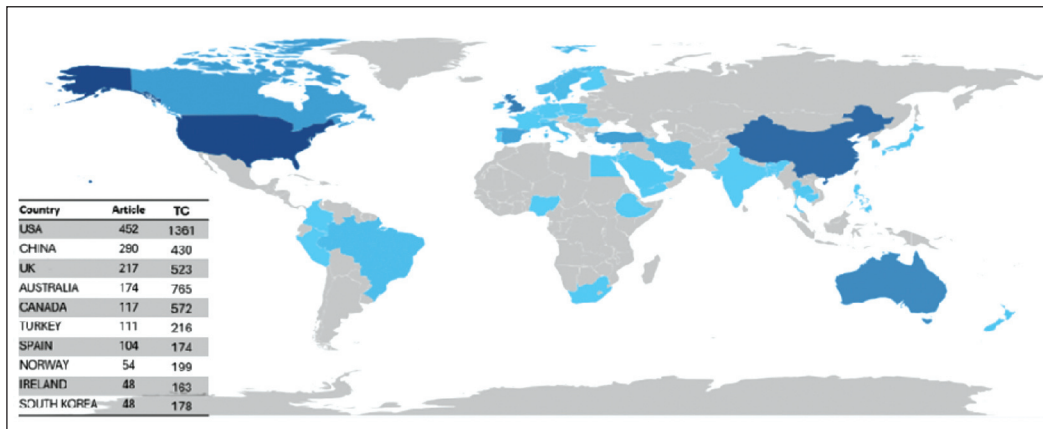 Country Article TC
USA 452 1361
CHINA 290 430
UK 217 523
AUSTRALIA 174 765
CANADA 117 572
TURKEY 111 216
SPAIN 104 174
NORWAY 54 199
IRELAND 48 163
SOUTH KOREA 48 178